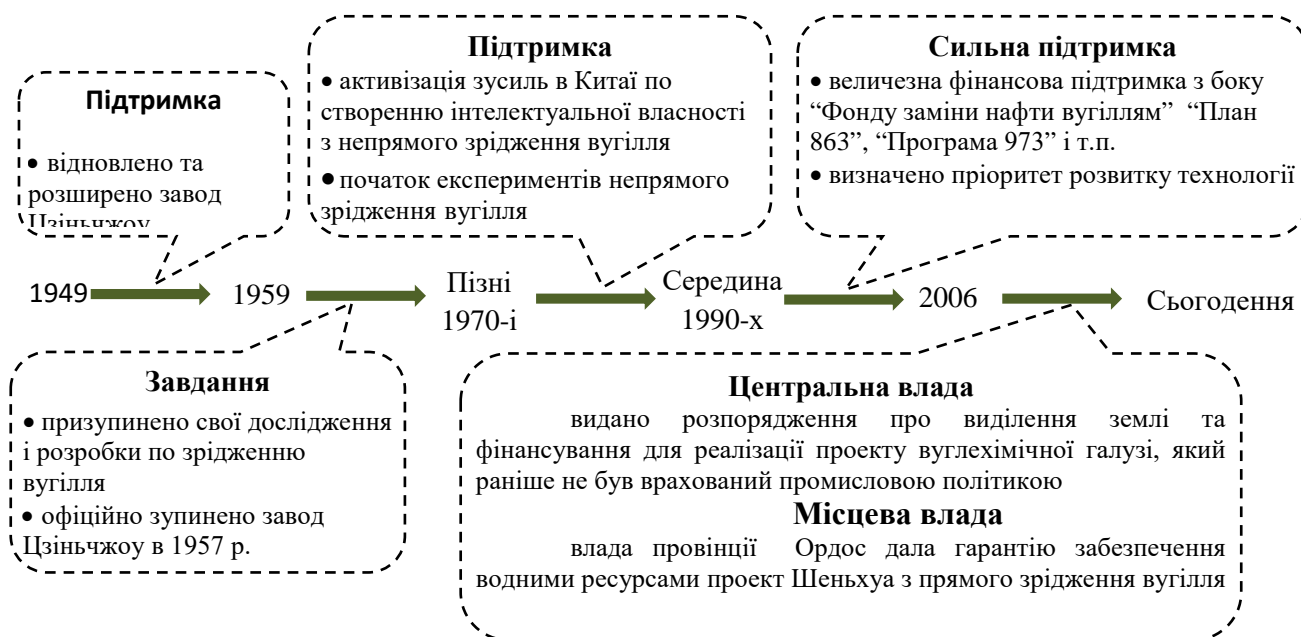 Підтримка
• відновлено та
розширено завод
Цзіньчжоу
Підтримка
• активізація зусиль в Китаї по
створенню інтелектуальної власності
з непрямого зрідження вугілля
• початок експериментів непрямого
зрідження вугілля
Сильна підтримка
• величезна фінансова підтримка з боку
“Фонду заміни нафти вугіллям” “План
863”, “Програма 973” і т.п.
• визначено пріоритет розвитку технології
1949
1959
Пізні
1970-і
Середина
1990-х
2006
Сьогодення
Завдання
• призупинено свої дослідження
і розробки по зрідженню
вугілля
• офіційно зупинено завод
Цзіньчжоу в 1957 р.
Центральна влада
видано розпорядження про виділення землі та
фінансування для реалізації проекту вуглехімічної галузі, який
раніше не був врахований промисловою політикою
Місцева влада
влада провінції Ордос дала гарантію забезпечення
водними ресурсами проект Шеньхуа з прямого зрідження вугілля